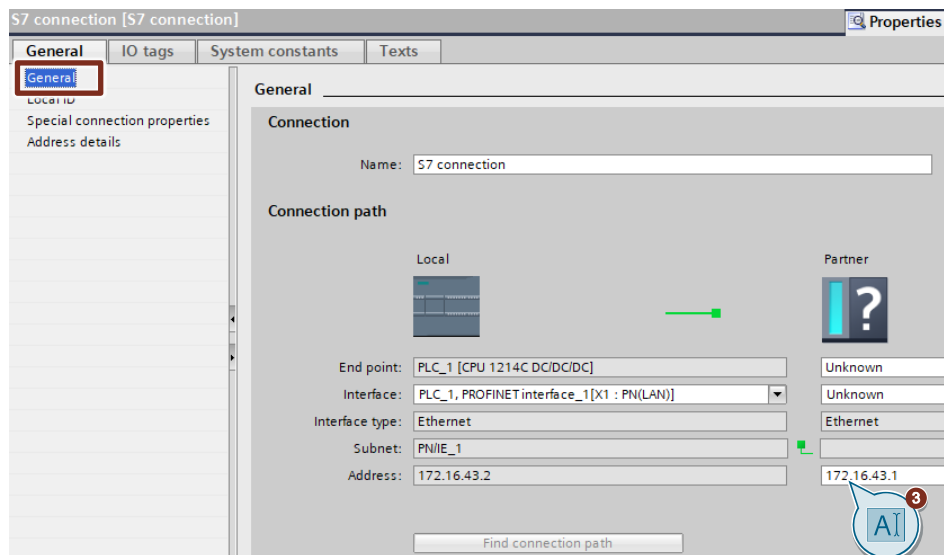 S7 connection [S7 connection]
Properties
General IO tags System constants Texts
General
Local ID
Special connection properties
Address details
General
Connection
Name: S7 connection
Connection path
Local Partner
?
End point: PLC_1 [CPU 1214C DC/DC/DC] Unknown
Interface: PLC_1, PROFINET interface_1[X1 : PN(LAN)] Unknown
Interface type: Ethernet Ethernet
Subnet: PN/IE_1
Address: 172.16.43.2 172.16.43.1
3
A
Find connection path